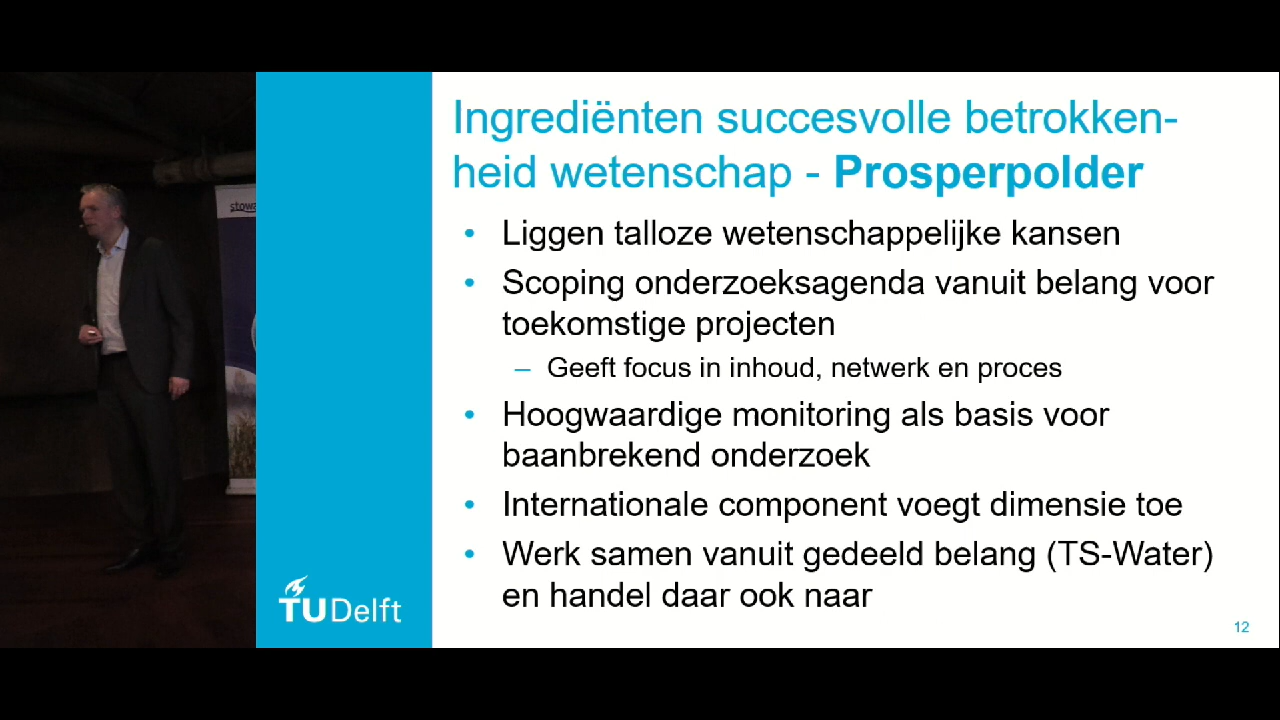 Ingrediënten succesvolle betrokken-
heid wetenschap - Prosperpolder
• Liggen talloze wetenschappelijke kansen
• Scoping onderzoeksagenda vanuit belang voor
toekomstige projecten
– Geeft focus in inhoud, netwerk en proces
• Hoogwaardige monitoring als basis voor
baanbrekend onderzoek
• Internationale component voegt dimensie toe
• Werk samen vanuit gedeeld belang (TS-Water)
en handel daar ook naar
TU Delft
12